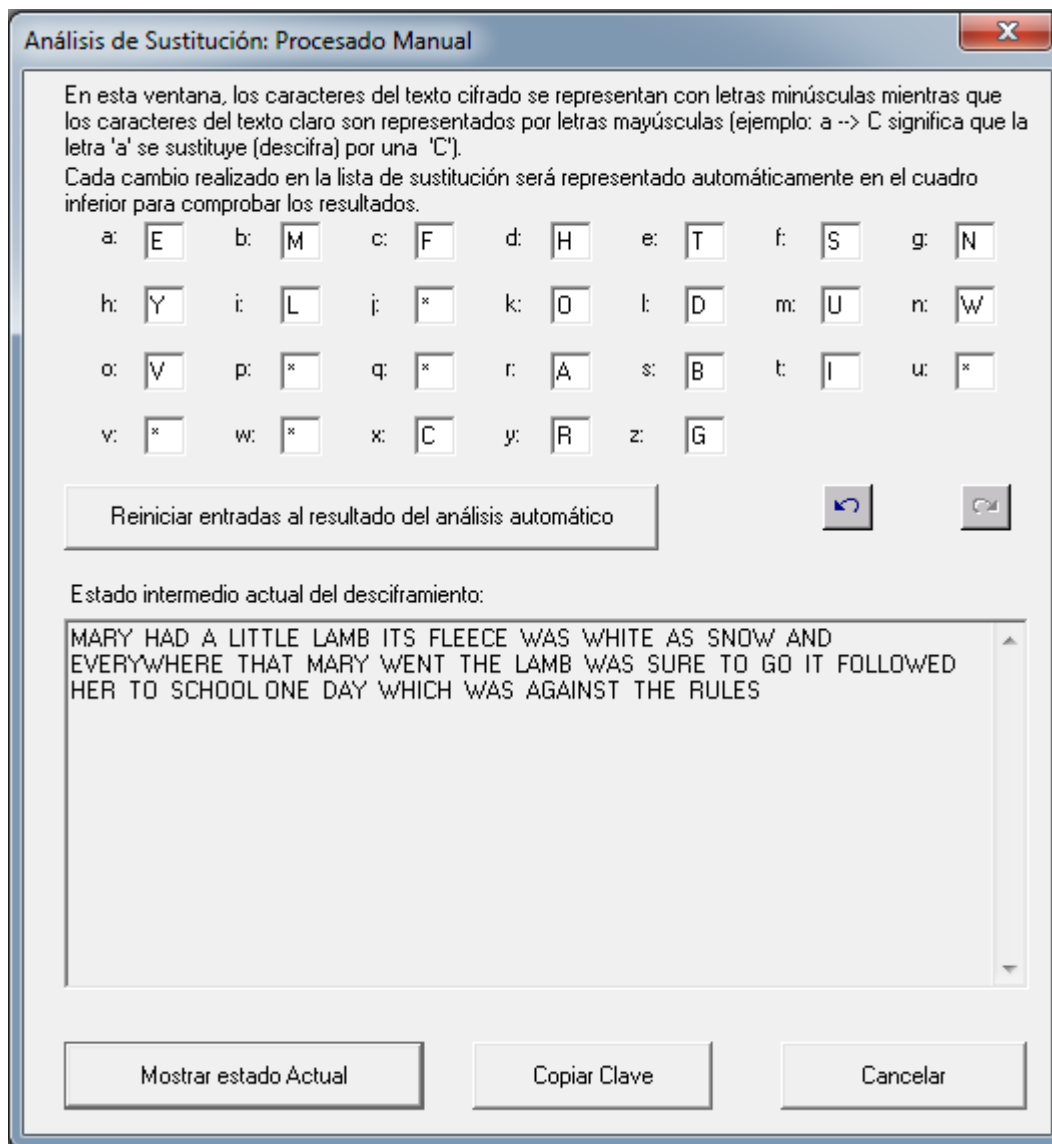 Análisis de Sustitución: Procesado Manual
X
En esta ventana, los caracteres del texto cifrado se representan con letras minúsculas mientras que
los caracteres del texto claro son representados por letras mayúsculas (ejemplo: a --> C significa que la
letra 'a' se sustituye (descifra) por una 'C').
Cada cambio realizado en la lista de sustitución será representado automáticamente en el cuadro
inferior para comprobar los resultados.
a: E b: M c: F d: H e: T f: S g: N
h: Y i: L j: * k: O l: D m: U n: W
o: V p: * q: * r: A s: B t: I u: *
v: * w: * x: C y: R z: G
Reiniciar entradas al resultado del análisis automático
Estado intermedio actual del desciframiento:
MARY HAD A LITTLE LAMB ITS FLEECE WAS WHITE AS SNOW AND
EVERYWHERE THAT MARY WENT THE LAMB WAS SURE TO GO IT FOLLOWED
HER TO SCHOOL ONE DAY WHICH WAS AGAINST THE RULES
Mostrar estado Actual Copiar Clave Cancelar